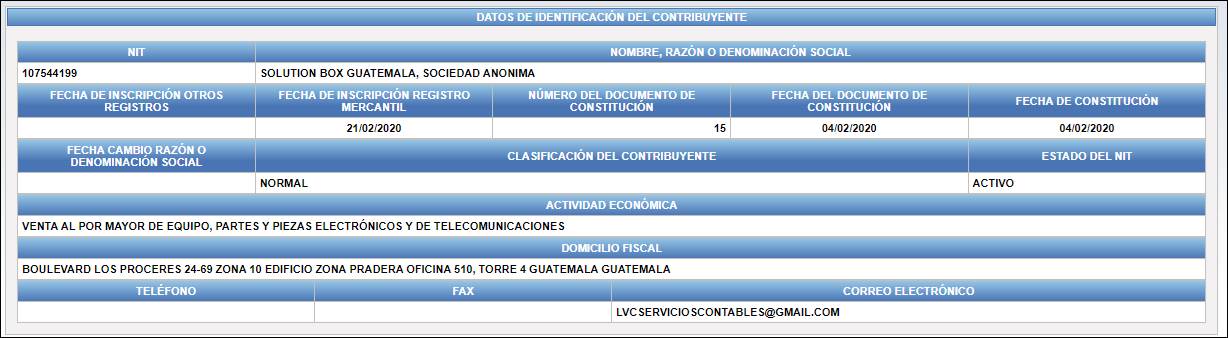 DATOS DE IDENTIFICACIÓN DEL CONTRIBUYENTE
NIT NOMBRE, RAZÓN O DENOMINACIÓN SOCIAL
107544199 SOLUTION BOX GUATEMALA, SOCIEDAD ANONIMA
FECHA DE INSCRIPCIÓN OTROS REGISTROS FECHA DE INSCRIPCIÓN REGISTRO MERCANTIL NÚMERO DEL DOCUMENTO DE CONSTITUCIÓN FECHA DEL DOCUMENTO DE CONSTITUCIÓN FECHA DE CONSTITUCIÓN
21/02/2020 15 04/02/2020 04/02/2020
FECHA CAMBIO RAZÓN O DENOMINACIÓN SOCIAL CLASIFICACIÓN DEL CONTRIBUYENTE ESTADO DEL NIT
NORMAL ACTIVO
ACTIVIDAD ECONÓMICA
VENTA AL POR MAYOR DE EQUIPO, PARTES Y PIEZAS ELECTRÓNICOS Y DE TELECOMUNICACIONES
DOMICILIO FISCAL
BOULEVARD LOS PROCERES 24-69 ZONA 10 EDIFICIO ZONA PRADERA OFICINA 510, TORRE 4 GUATEMALA GUATEMALA
TELÉFONO FAX CORREO ELECTRÓNICO
LVCSERVICIOSCONTABLES@GMAIL.COM